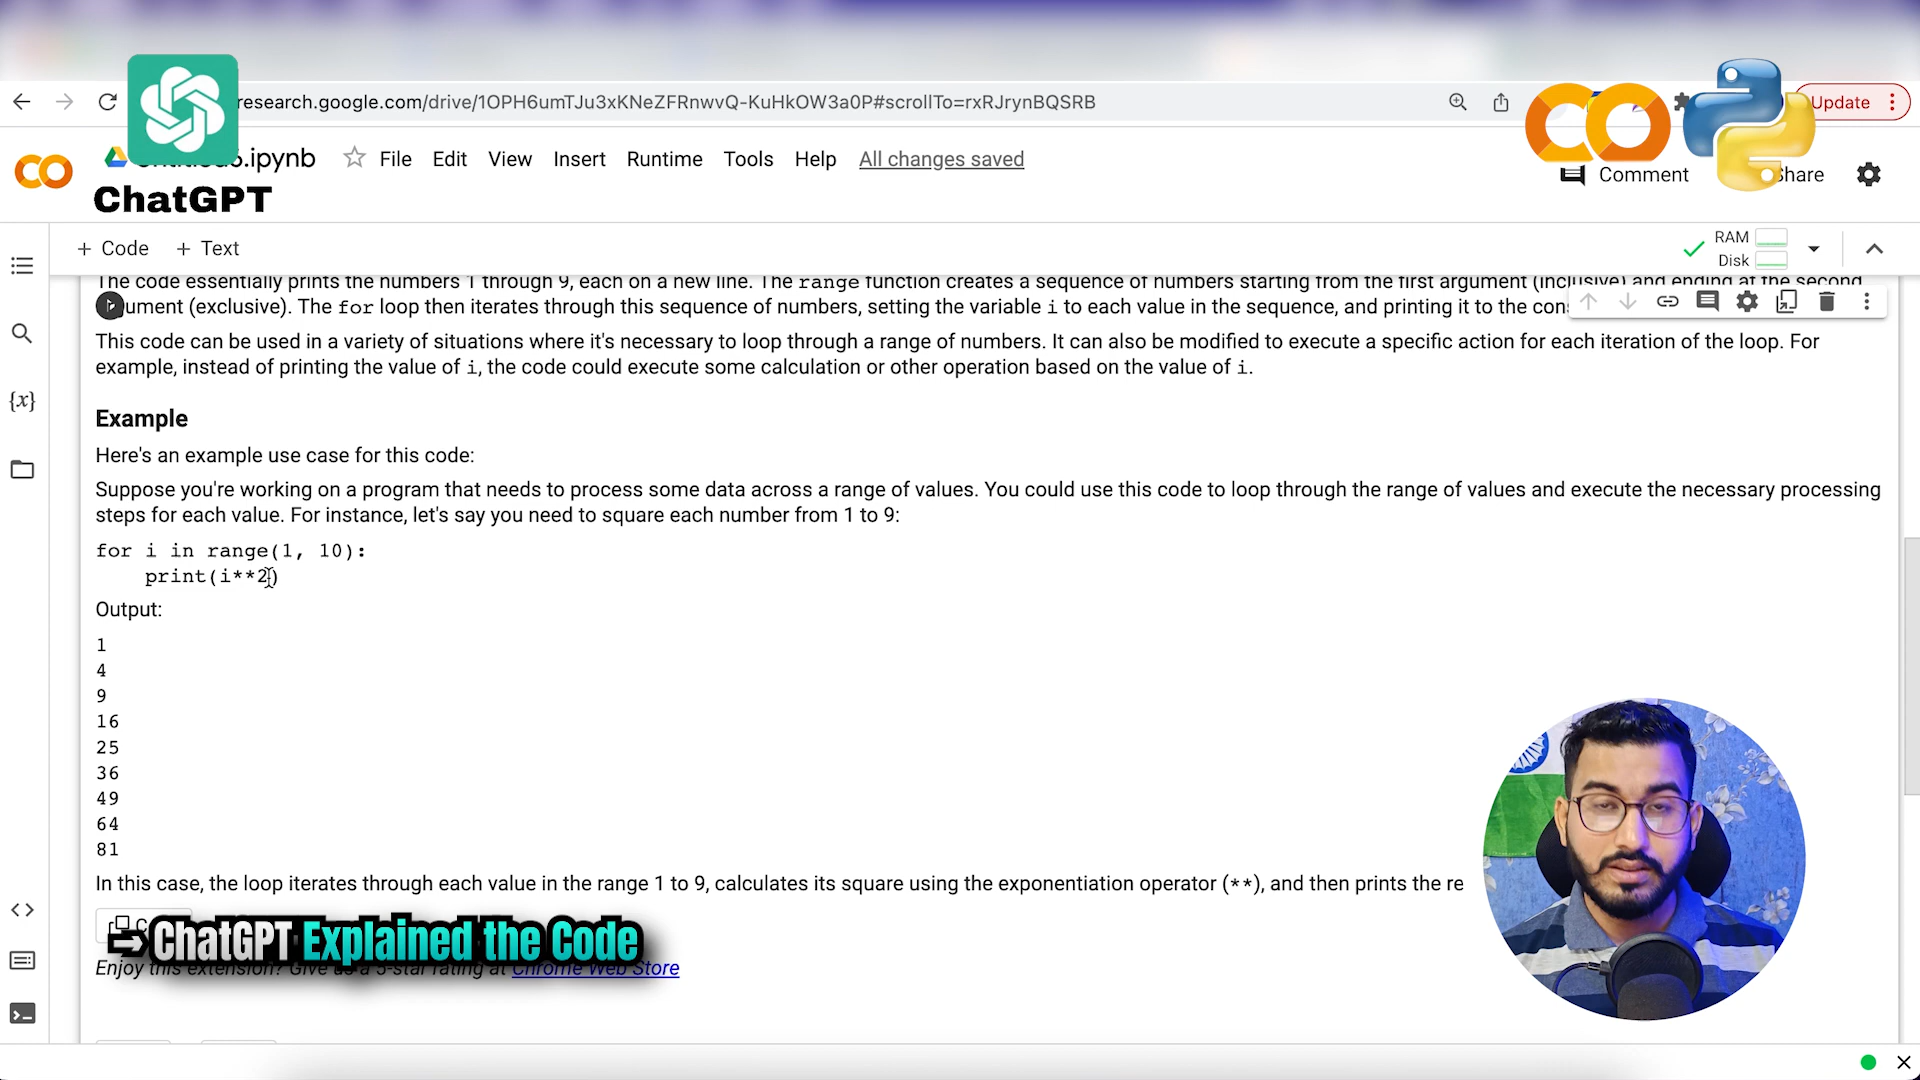 research.google.com/drive/1OPH6umTJu3xKNeZFRnwvQ-KuHkOW3a0P#scrollTo=rxRJrynBQSRB
Update
.ipynb
File Edit View Insert Runtime Tools Help All changes saved
Comment
Share
ChatGPT
+ Code + Text
RAM
Disk
The code essentially prints the numbers 1 through 9, each on a new line. The range function creates a sequence of numbers starting from the first argument (inclusive) and ending at the second
ument (exclusive). The for loop then iterates through this sequence of numbers, setting the variable i to each value in the sequence, and printing it to the con
This code can be used in a variety of situations where it's necessary to loop through a range of numbers. It can also be modified to execute a specific action for each iteration of the loop. For
example, instead of printing the value of i, the code could execute some calculation or other operation based on the value of i.
Example
Here's an example use case for this code:
Suppose you're working on a program that needs to process some data across a range of values. You could use this code to loop through the range of values and execute the necessary processing
steps for each value. For instance, let's say you need to square each number from 1 to 9:
for i in range(1, 10):
print(i**2)
Output:
1
4
9
16
25
36
49
64
81
In this case, the loop iterates through each value in the range 1 to 9, calculates its square using the exponentiation operator (**), and then prints the re
ChatGPT Explained the Code
Enjoy this extension? Give us a 5-star rating at Chrome Web Store